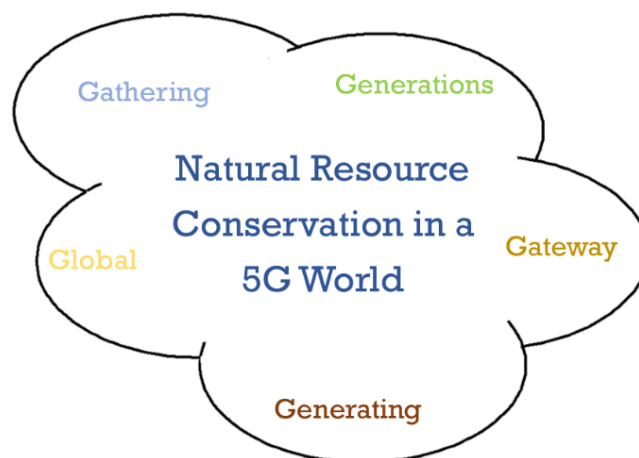 Gathering
Generations
Natural Resource
Conservation in a
5G World
Global
Gateway
Generating